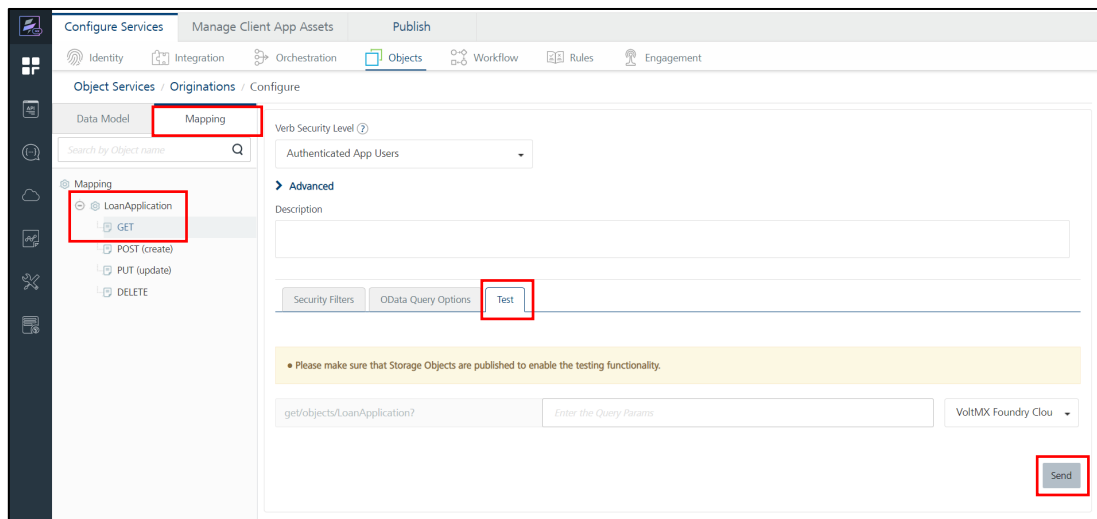 Configure Services Manage Client App Assets Publish
Identity Integration Orchestration Objects Workflow Rules Engagement
Object Services / Originations / Configure
Data Model Mapping
Search by Object name
Mapping
LoanApplication
GET
POST (create)
PUT (update)
DELETE
Verb Security Level ?
Authenticated App Users
Advanced
Description
Security Filters OData Query Options Test
• Please make sure that Storage Objects are published to enable the testing functionality.
get/objects/LoanApplication? Enter the Query Params VoltMX Foundry Clou
Send